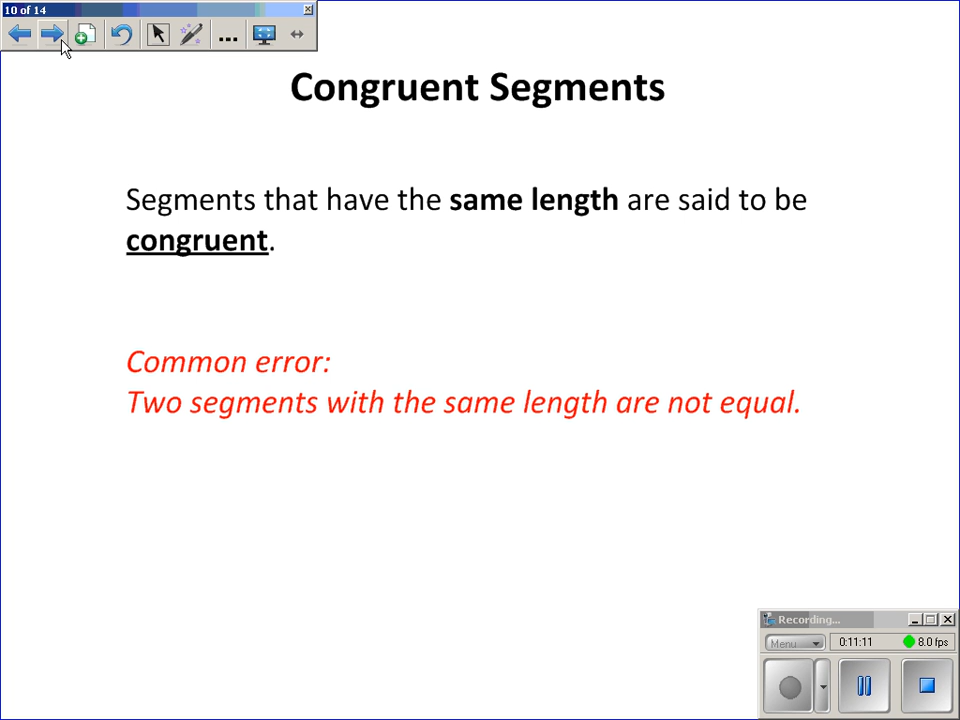 10 of 14
...
Congruent Segments
Segments that have the same length are said to be
congruent.
Common error:
Two segments with the same length are not equal.
Recording...
Menu
0:11:11
8.0 fps